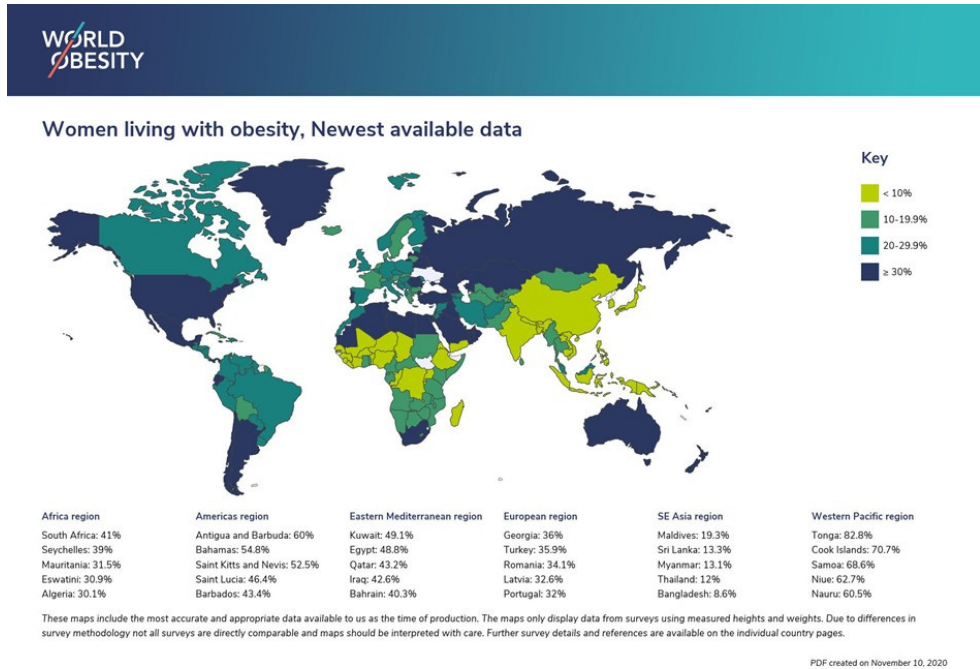 WORLD
OBESITY
Women living with obesity, Newest available data
Key
< 10%
10-19.9%
20-29.9%
≥ 30%
Africa region
South Africa: 41%
Seychelles: 39%
Mauritania: 31.5%
Eswatini: 30.9%
Algeria: 30.1%
Americas region
Antigua and Barbuda: 60%
Bahamas: 54.8%
Saint Kitts and Nevis: 52.5%
Saint Lucia: 46.4%
Barbados: 43.4%
Eastern Mediterranean region
Kuwait: 49.1%
Egypt: 48.8%
Qatar: 43.2%
Iraq: 42.6%
Bahrain: 40.3%
European region
Georgia: 36%
Turkey: 35.9%
Romania: 34.1%
Latvia: 32.6%
Portugal: 32%
SE Asia region
Maldives: 19.3%
Sri Lanka: 13.3%
Myanmar: 13.1%
Thailand: 12%
Bangladesh: 8.6%
Western Pacific region
Tonga: 82.8%
Cook Islands: 70.7%
Samoa: 68.6%
Niue: 62.7%
Nauru: 60.5%
These maps include the most accurate and appropriate data available to us as the time of production. The maps only display data from surveys using measured heights and weights. Due to differences in
survey methodology not all surveys are directly comparable and maps should be interpreted with care. Further survey details and references are available on the individual country pages.
PDF created on November 10, 2020